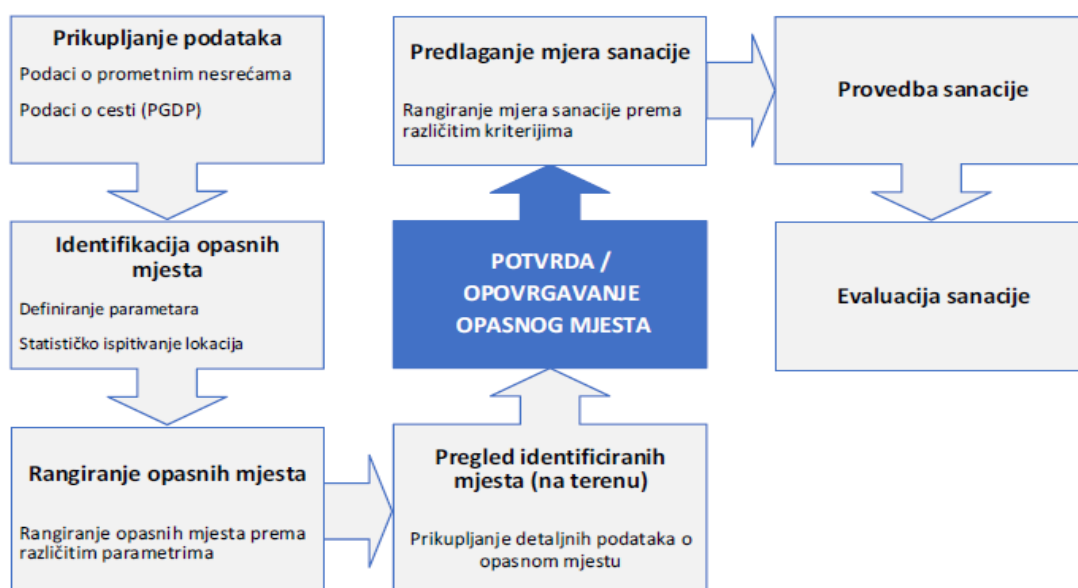 Prikupljanje podataka
Podaci o prometnim nesrećama
Podaci o cesti (PGDP)
Identifikacija opasnih
mjesta
Definiranje parametara
Statističko ispitivanje lokacija
Rangiranje opasnih mjesta
Rangiranje opasnih mjesta prema
različitim parametrima
Pregled identificiranih
mjesta (na terenu)
Prikupljanje detaljnih podataka o
opasnom mjestu
POTVRDA /
OPOVRGAVANJE
OPASNOG MJESTA
Predlaganje mjera sanacije
Rangiranje mjera sanacije prema
različitim kriterijima
Provedba sanacije
Evaluacija sanacije